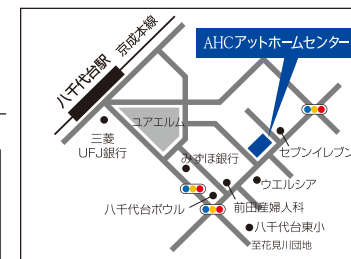 AHCアットホームセンター
京成本線
八千代台駅
ユアエルム
三菱
UFJ銀行
みずほ銀行
セブンイレブン
ウエルシア
前田産婦人科
八千代台ボウル
八千代台東小
至花見川団地